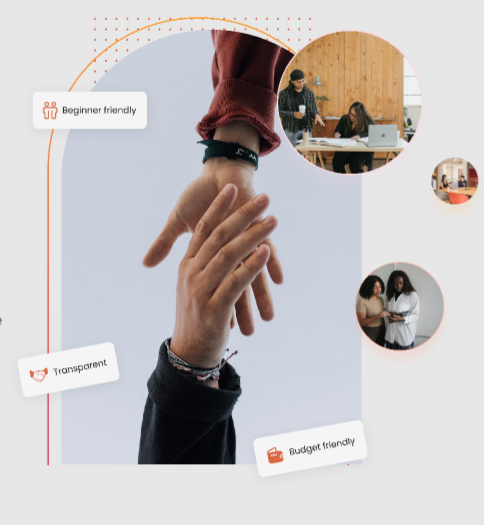 Beginner friendly
Transparent
Budget friendly